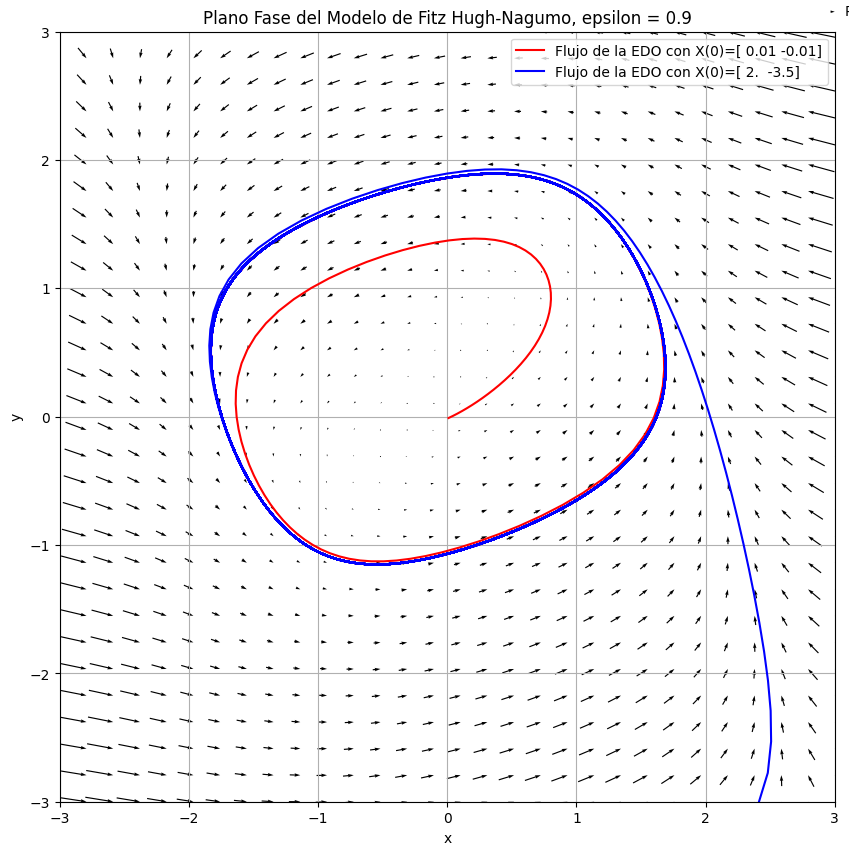 Plano Fase del Modelo de Fitz Hugh-Nagumo, epsilon = 0.9
Flujo de la EDO con X(0)=[ 0.01 -0.01]
Flujo de la EDO con X(0)=[ 2.  -3.5]
3
2
1
0
−1
−2
−3
y
−3 −2 −1 0 1 2 3
x